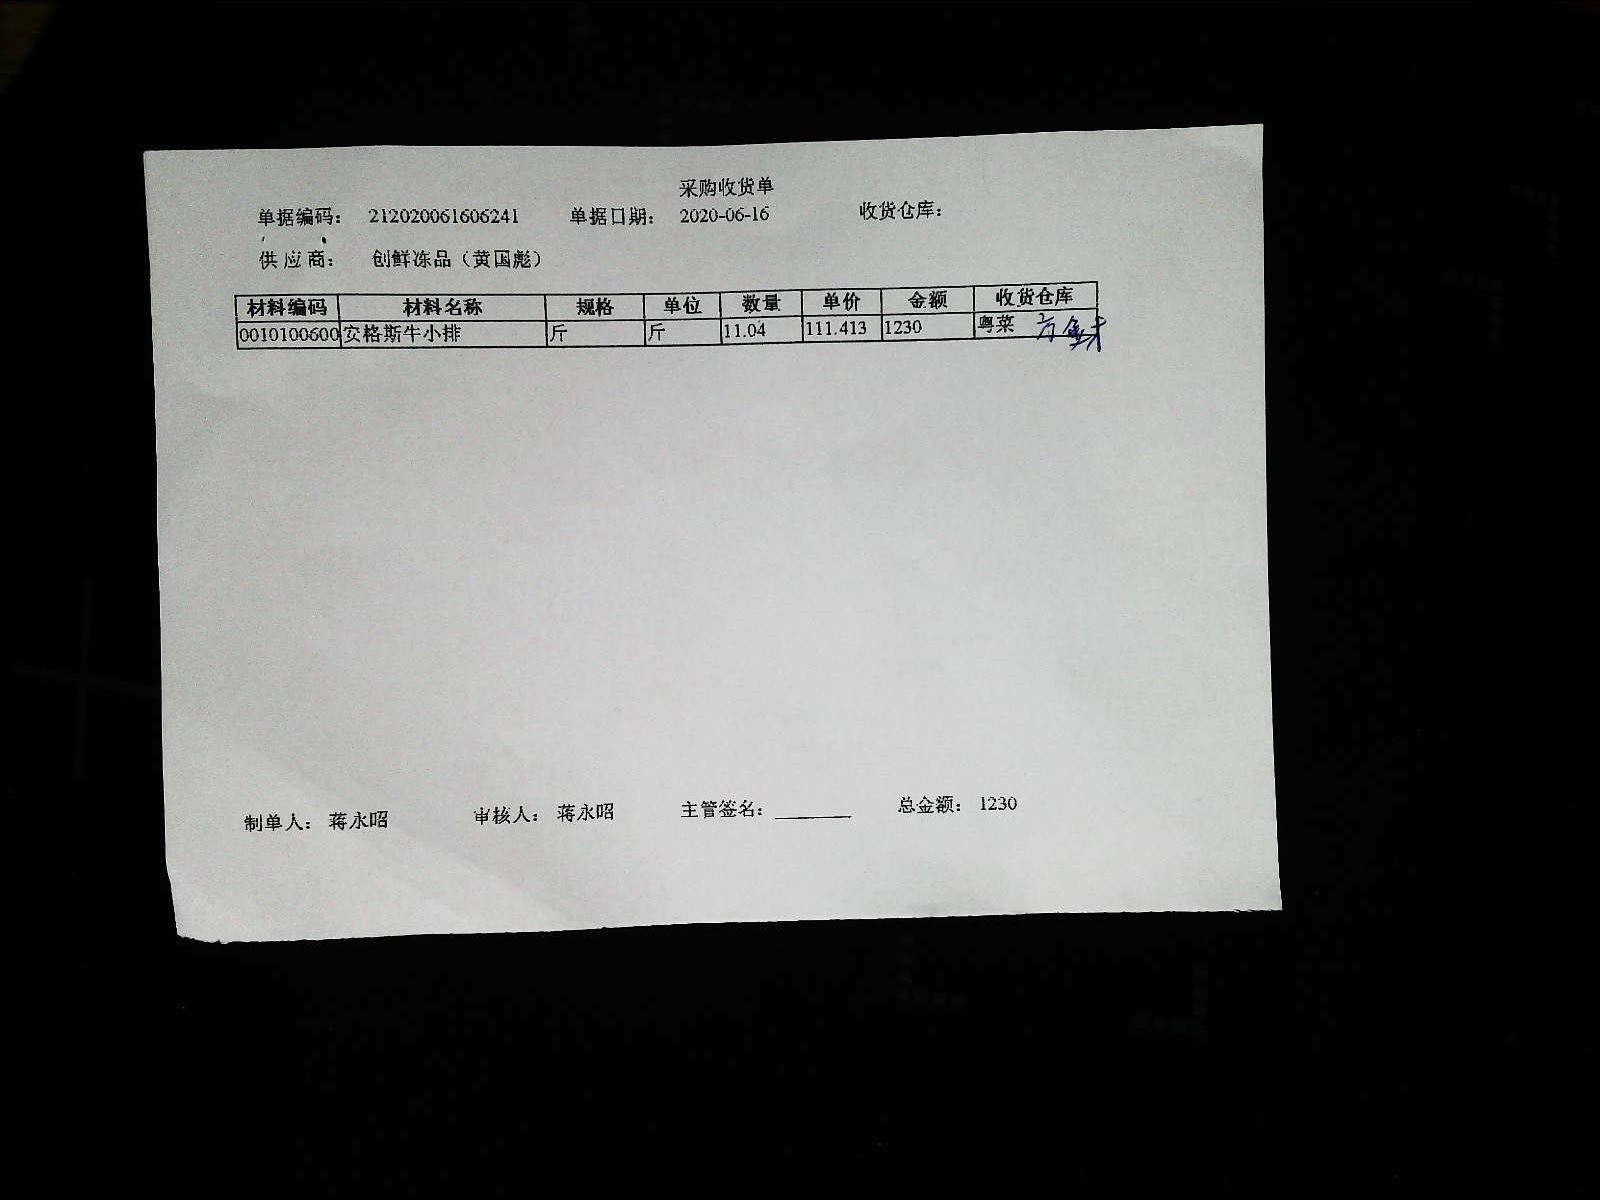 采购收货单
单据编码： 212020061606241 单据日期： 2020-06-16 收货仓库：
供应商： 创鲜冻品（黄国彪）
材料编码 材料名称 规格 单位 数量 单价 金额 收货仓库
0010100600 安格斯牛小排 斤 斤 11.04 111.413 1230 粤菜
制单人： 蒋永昭 审核人： 蒋永昭 主管签名： 总金额： 1230